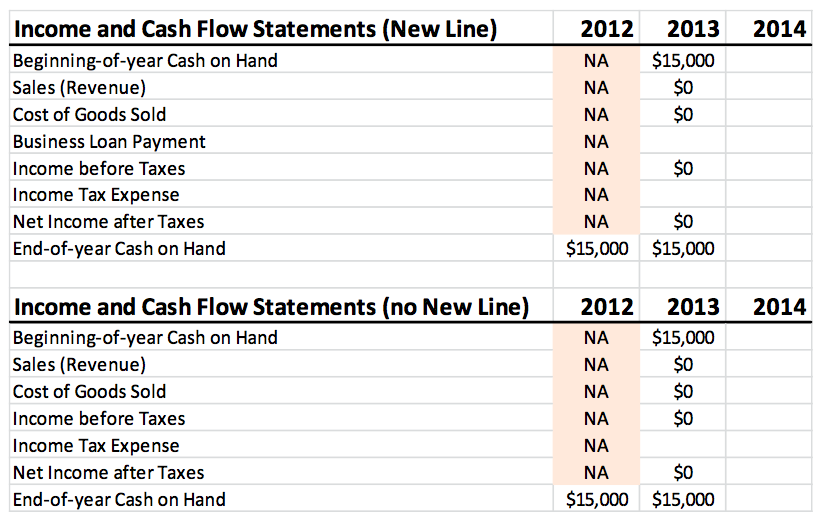 Income and Cash Flow Statements (New Line) 2012 2013 2014
Beginning-of-year Cash on Hand NA $15,000
Sales (Revenue) NA $0
Cost of Goods Sold NA $0
Business Loan Payment NA
Income before Taxes NA $0
Income Tax Expense NA
Net Income after Taxes NA $0
End-of-year Cash on Hand $15,000 $15,000
Income and Cash Flow Statements (no New Line) 2012 2013 2014
Beginning-of-year Cash on Hand NA $15,000
Sales (Revenue) NA $0
Cost of Goods Sold NA $0
Income before Taxes NA $0
Income Tax Expense NA
Net Income after Taxes NA $0
End-of-year Cash on Hand $15,000 $15,000